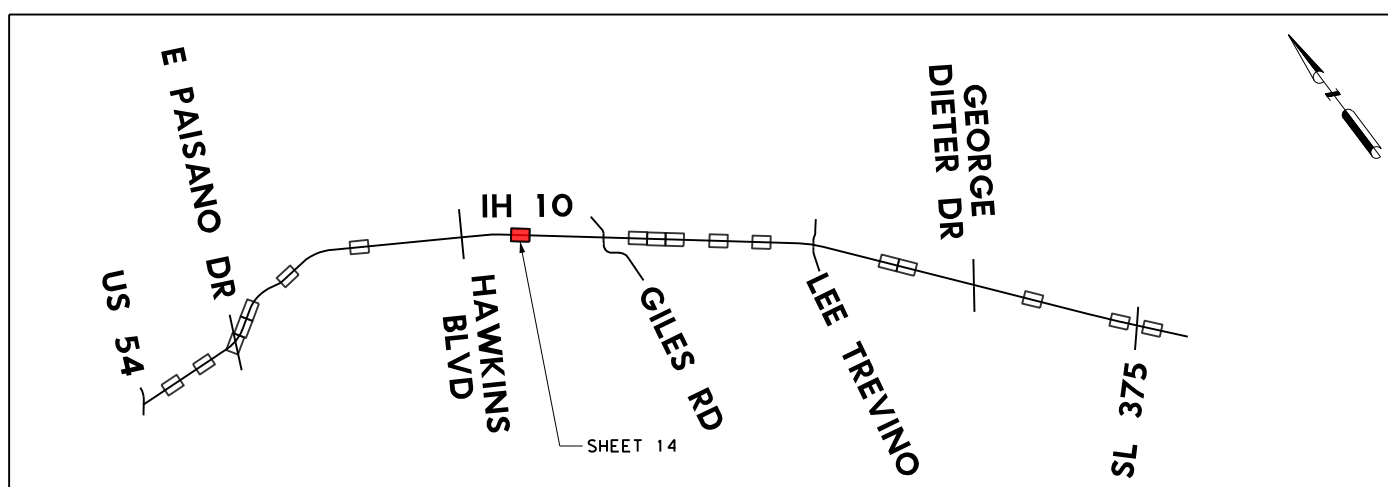 E PAISANO DR
US 54
IH 10
HAWKINS
BLVD
GILES RD
SHEET 14
LEE TREVINO
GEORGE
DIETER DR
SL 375
N